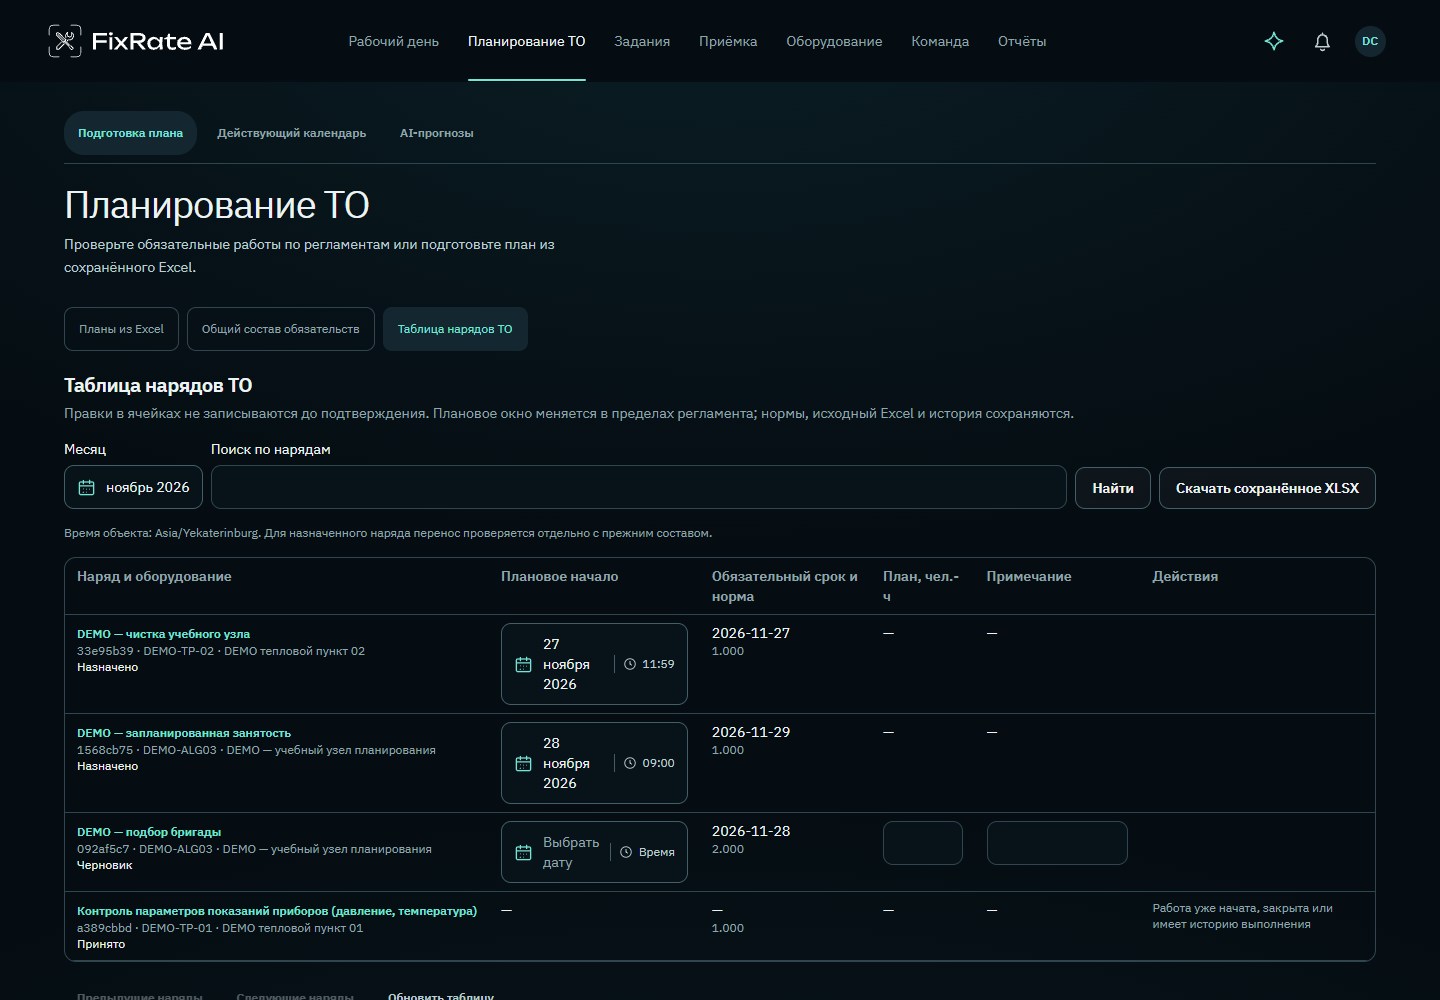 FixRate AI
Рабочий день
Планирование ТО
Задания
Приёмка
Оборудование
Команда
Отчёты
DC
Подготовка плана
Действующий календарь
AI-прогнозы
Планирование ТО
Проверьте обязательные работы по регламентам или подготовьте план из
сохранённого Excel.
Планы из Excel
Общий состав обязательств
Таблица нарядов ТО
Таблица нарядов ТО
Правки в ячейках не записываются до подтверждения. Плановое окно меняется в пределах регламента; нормы, исходный Excel и история сохраняются.
Месяц
Поиск по нарядам
ноябрь 2026
Найти
Скачать сохранённое XLSX
Время объекта: Asia/Yekaterinburg. Для назначенного наряда перенос проверяется отдельно с прежним составом.
Наряд и оборудование
Плановое начало
Обязательный срок и
норма
План, чел.-
ч
Примечание
Действия
DEMO — чистка учебного узла
33e95b39 · DEMO-TP-02 · DEMO тепловой пункт 02
Назначено
27
ноября
2026
11:59
2026-11-27
1.000
—
—
DEMO — запланированная занятость
1568cb75 · DEMO-ALG03 · DEMO — учебный узел планирования
Назначено
28
ноября
2026
09:00
2026-11-29
1.000
—
—
DEMO — подбор бригады
092af5c7 · DEMO-ALG03 · DEMO — учебный узел планирования
Черновик
Выбрать
дату
Время
2026-11-28
2.000
Контроль параметров показаний приборов (давление, температура)
a389cbbd · DEMO-TP-01 · DEMO тепловой пункт 01
Принято
—
—
1.000
—
—
Работа уже начата, закрыта или
имеет историю выполнения
Предыдущие наряды
Следующие наряды
Обновить таблицу